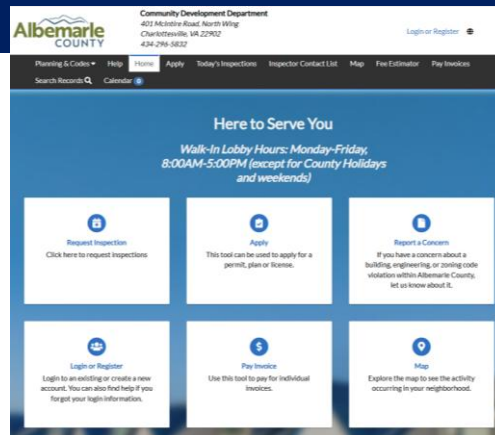 Albemarle
COUNTY
Community Development Department
401 McIntire Road, North Wing
Charlottesville, VA 22902
434-296-5832
Login or Register
Planning & Codes Help Home Apply Today's Inspections Inspector Contact List Map Fee Estimator Pay Invoices
Search Records Calendar 0
Here to Serve You
Walk-In Lobby Hours: Monday-Friday,
8:00AM-5:00PM (except for County Holidays
and weekends)
Request Inspection
Click here to request inspections
Apply
This tool can be used to apply for a
permit, plan or license.
Report a Concern
If you have a concern about a
building, engineering, or zoning code
violation within Albemarle County,
let us know about it.
Login or Register
Login to an existing or create a new
account. You can also find help if you
forgot your login information.
Pay Invoice
Use this tool to pay for individual
invoices.
Map
Explore the map to see the activity
occurring in your neighborhood.